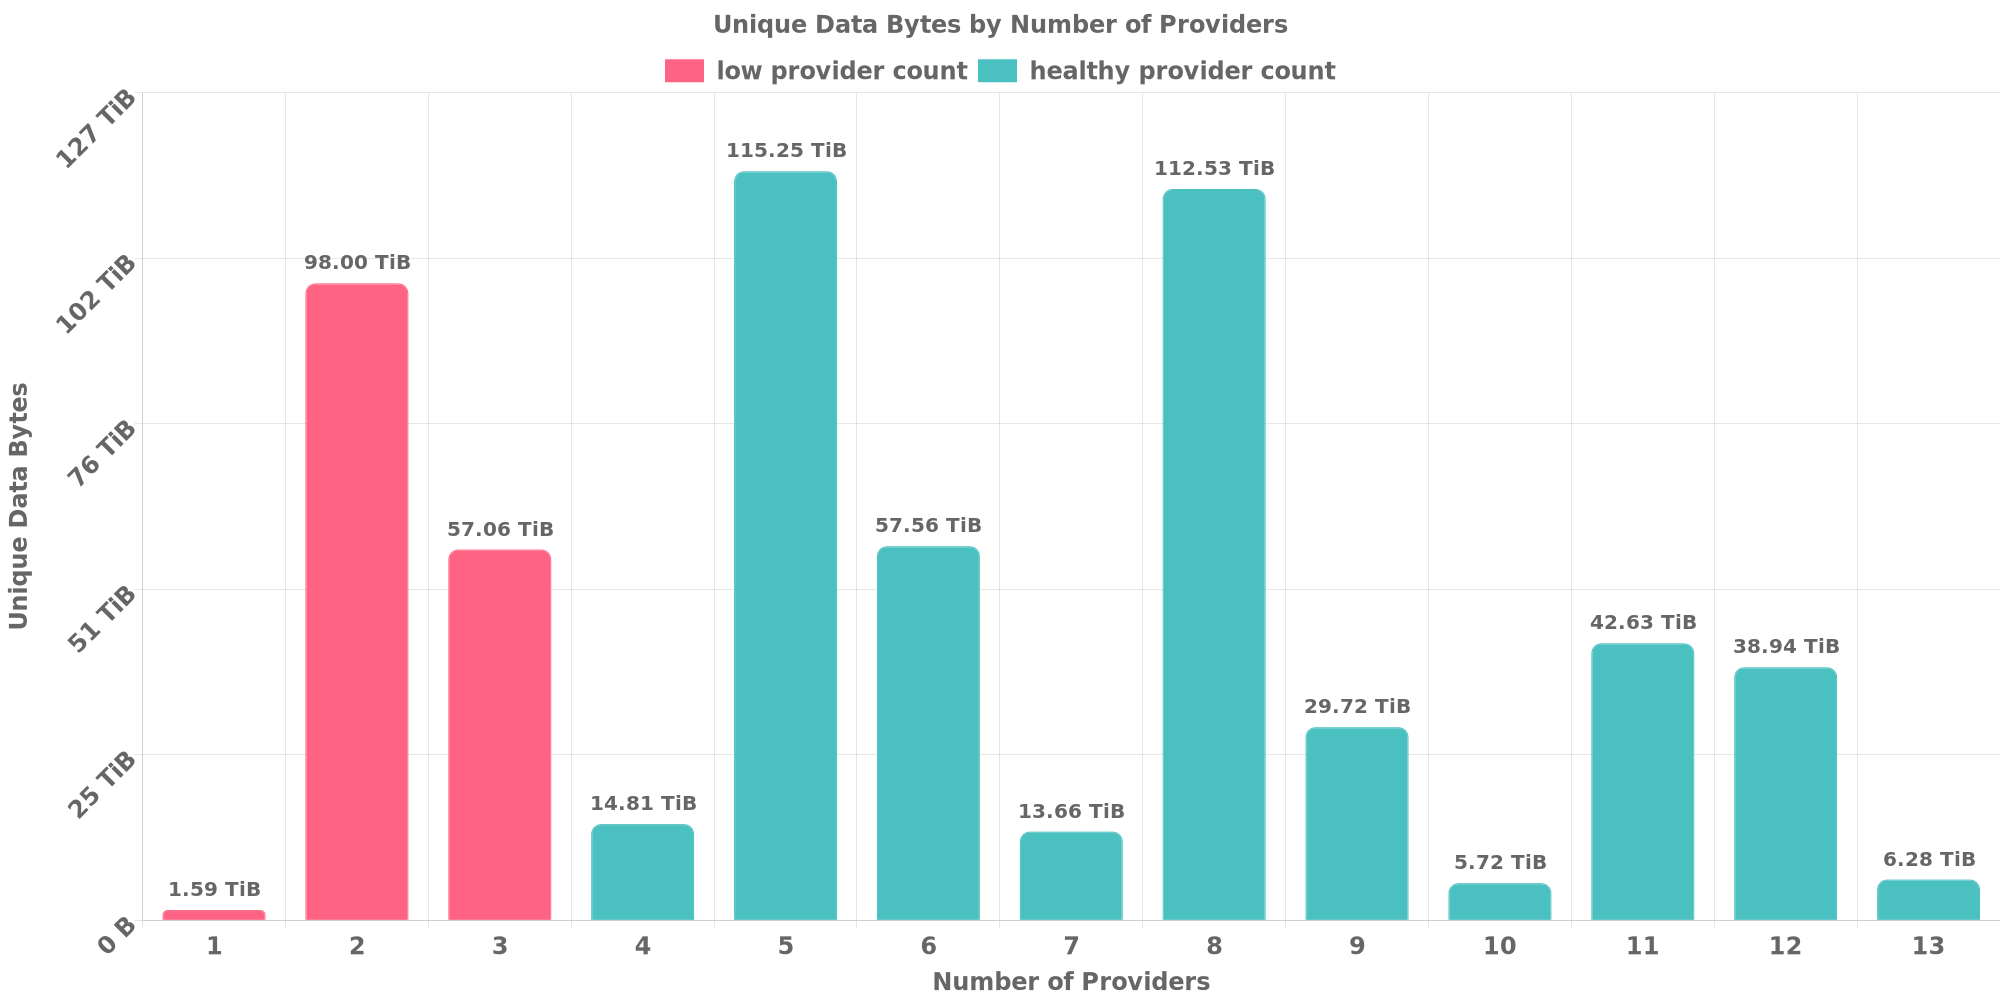 Unique Data Bytes by Number of Providers
low provider count healthy provider count
127 TiB
102 TiB
76 TiB
51 TiB
25 TiB
0 B
Unique Data Bytes
1.59 TiB
98.00 TiB
57.06 TiB
14.81 TiB
115.25 TiB
57.56 TiB
13.66 TiB
112.53 TiB
29.72 TiB
5.72 TiB
42.63 TiB
38.94 TiB
6.28 TiB
1 2 3 4 5 6 7 8 9 10 11 12 13
Number of Providers